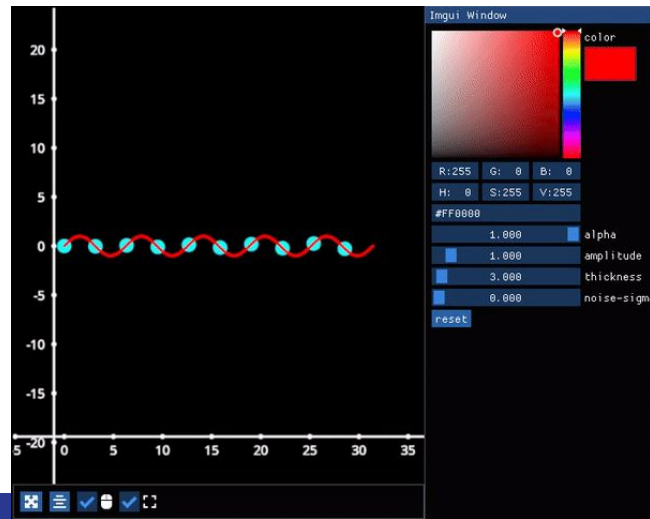 Imgui Window
color
R:255 G: 0 B: 0
H: 0 S:255 V:255
#FF0000
1.000 alpha
1.000 amplitude
3.000 thickness
0.000 noise-sigm
reset
20
15
10
5
0
-5
-10
-15
-20
5 0 5 10 15 20 25 30 35